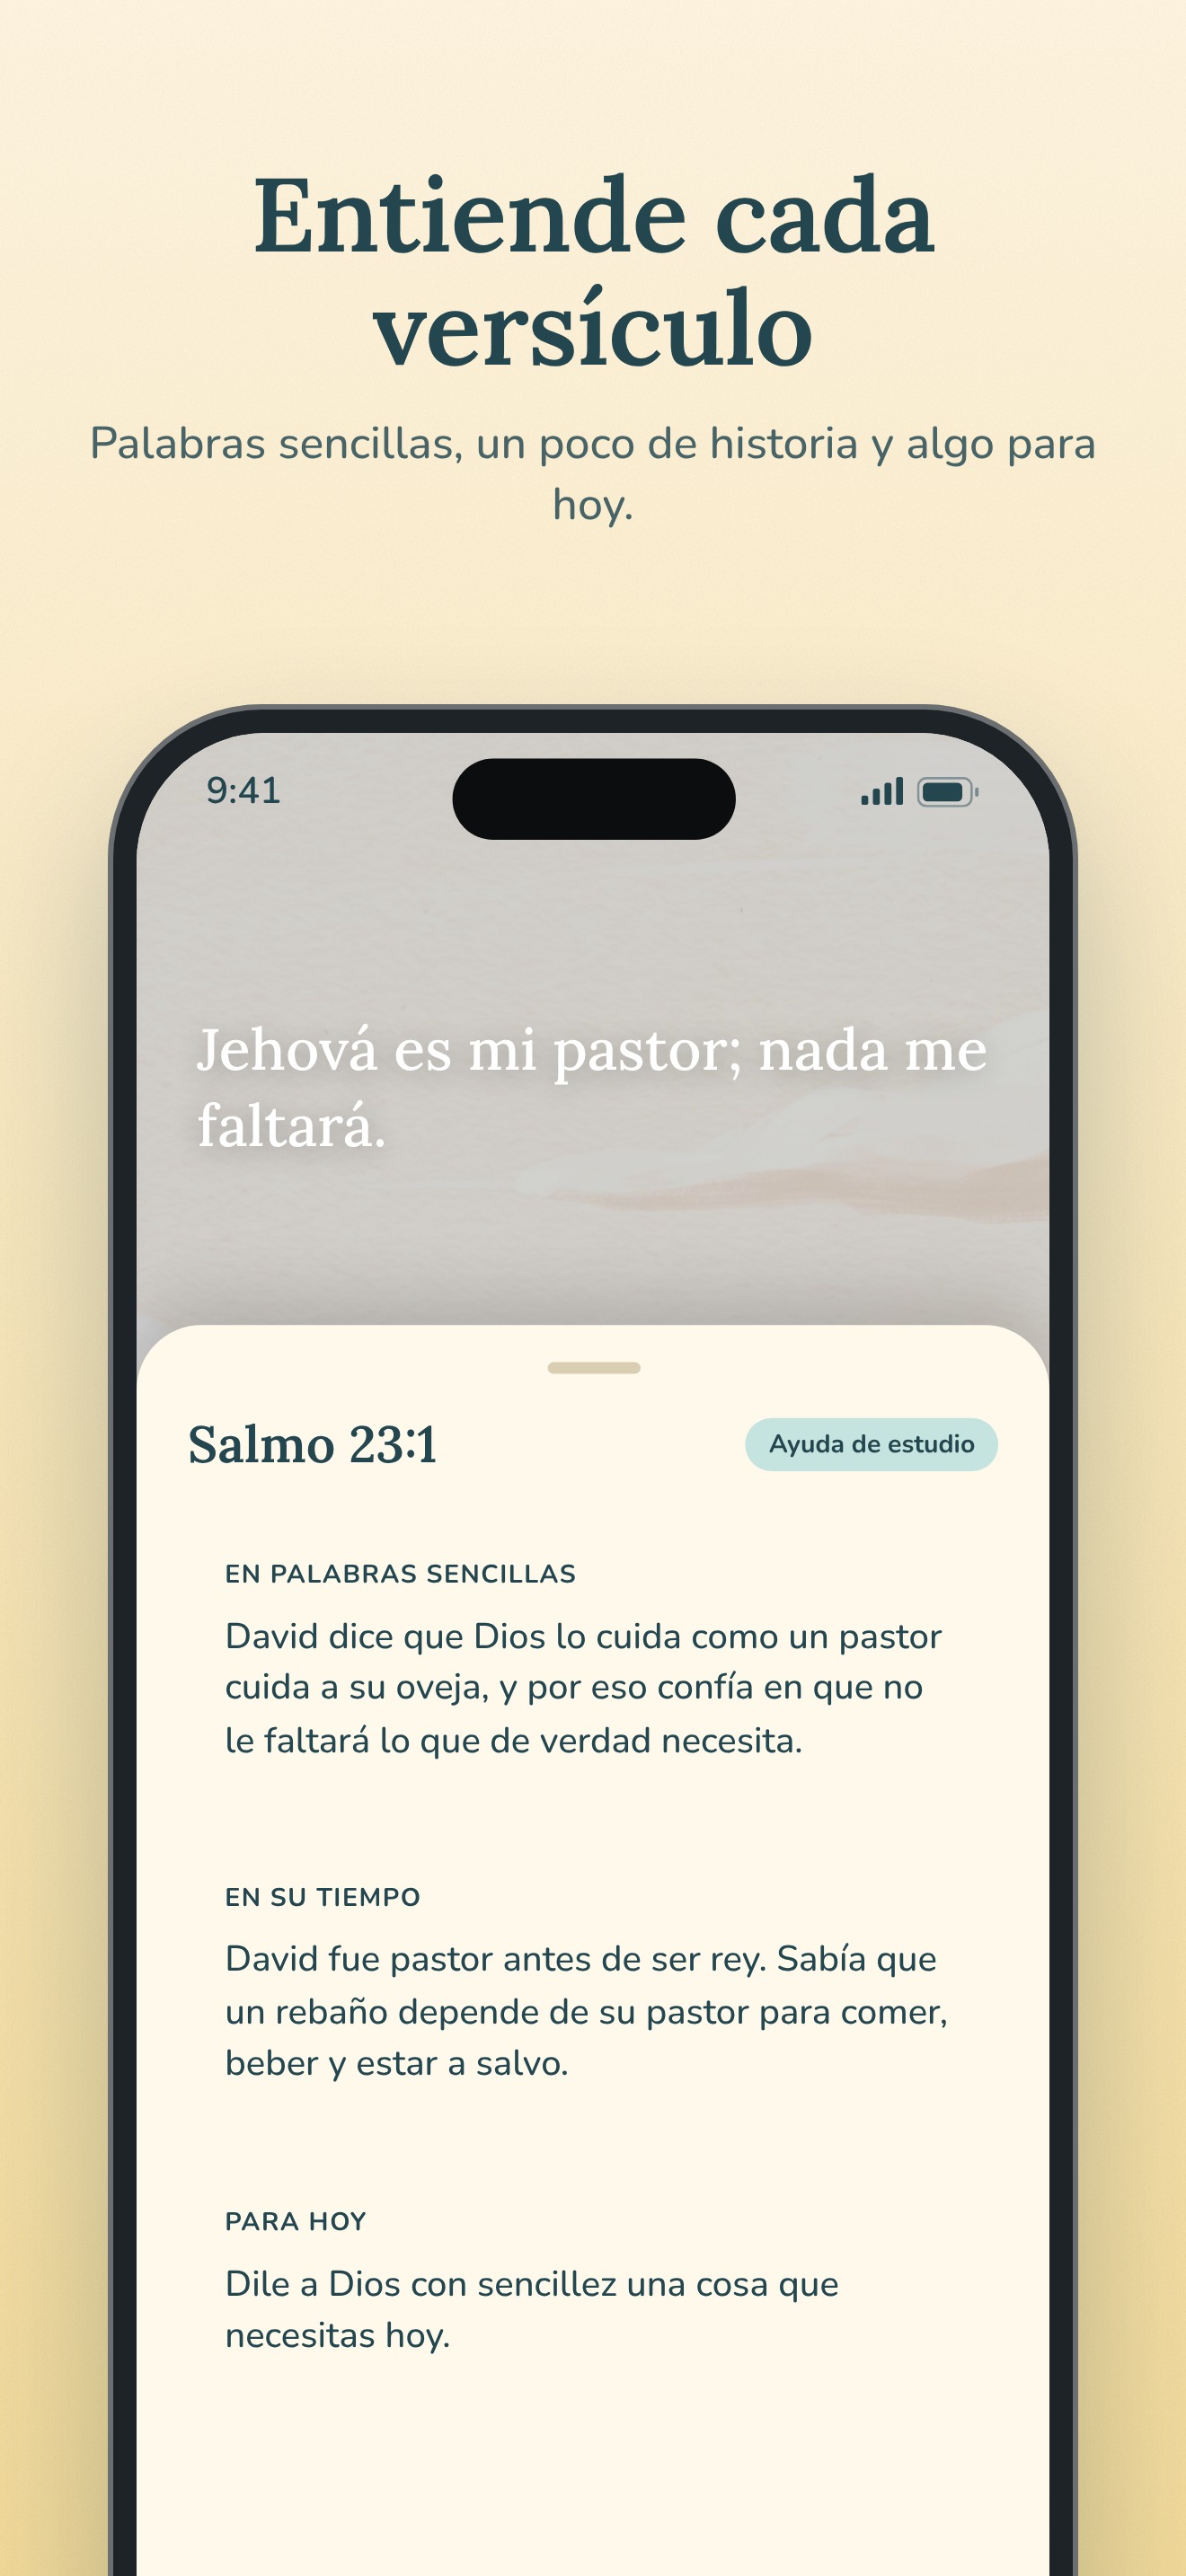 Entiende cada
versículo
Palabras sencillas, un poco de historia y algo para
hoy.
9:41
Jehová es mi pastor; nada me
faltará.
Salmo 23:1
Ayuda de estudio
EN PALABRAS SENCILLAS
David dice que Dios lo cuida como un pastor
cuida a su oveja, y por eso confía en que no
le faltará lo que de verdad necesita.
EN SU TIEMPO
David fue pastor antes de ser rey. Sabía que
un rebaño depende de su pastor para comer,
beber y estar a salvo.
PARA HOY
Dile a Dios con sencillez una cosa que
necesitas hoy.